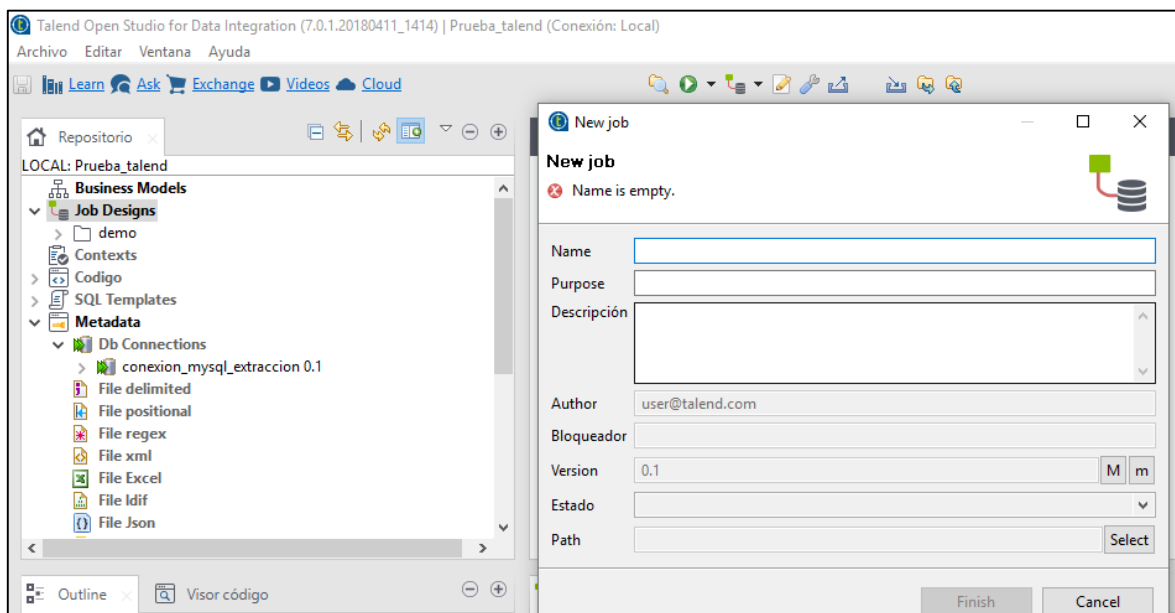 Talend Open Studio for Data Integration (7.0.1.20180411_1414) | Prueba_talend (Conexión: Local)
Archivo Editar Ventana Ayuda
Learn Ask Exchange Videos Cloud
Repositorio
LOCAL: Prueba_talend
Business Models
Job Designs
demo
Contexts
Codigo
SQL Templates
Metadata
Db Connections
conexion_mysql_extraccion 0.1
File delimited
File positional
File regex
File xml
File Excel
File ldif
File Json
Outline Visor código
New job
New job
Name is empty.
Name
Purpose
Descripción
Author user@talend.com
Bloqueador
Version 0.1 M m
Estado
Path Select
Finish Cancel